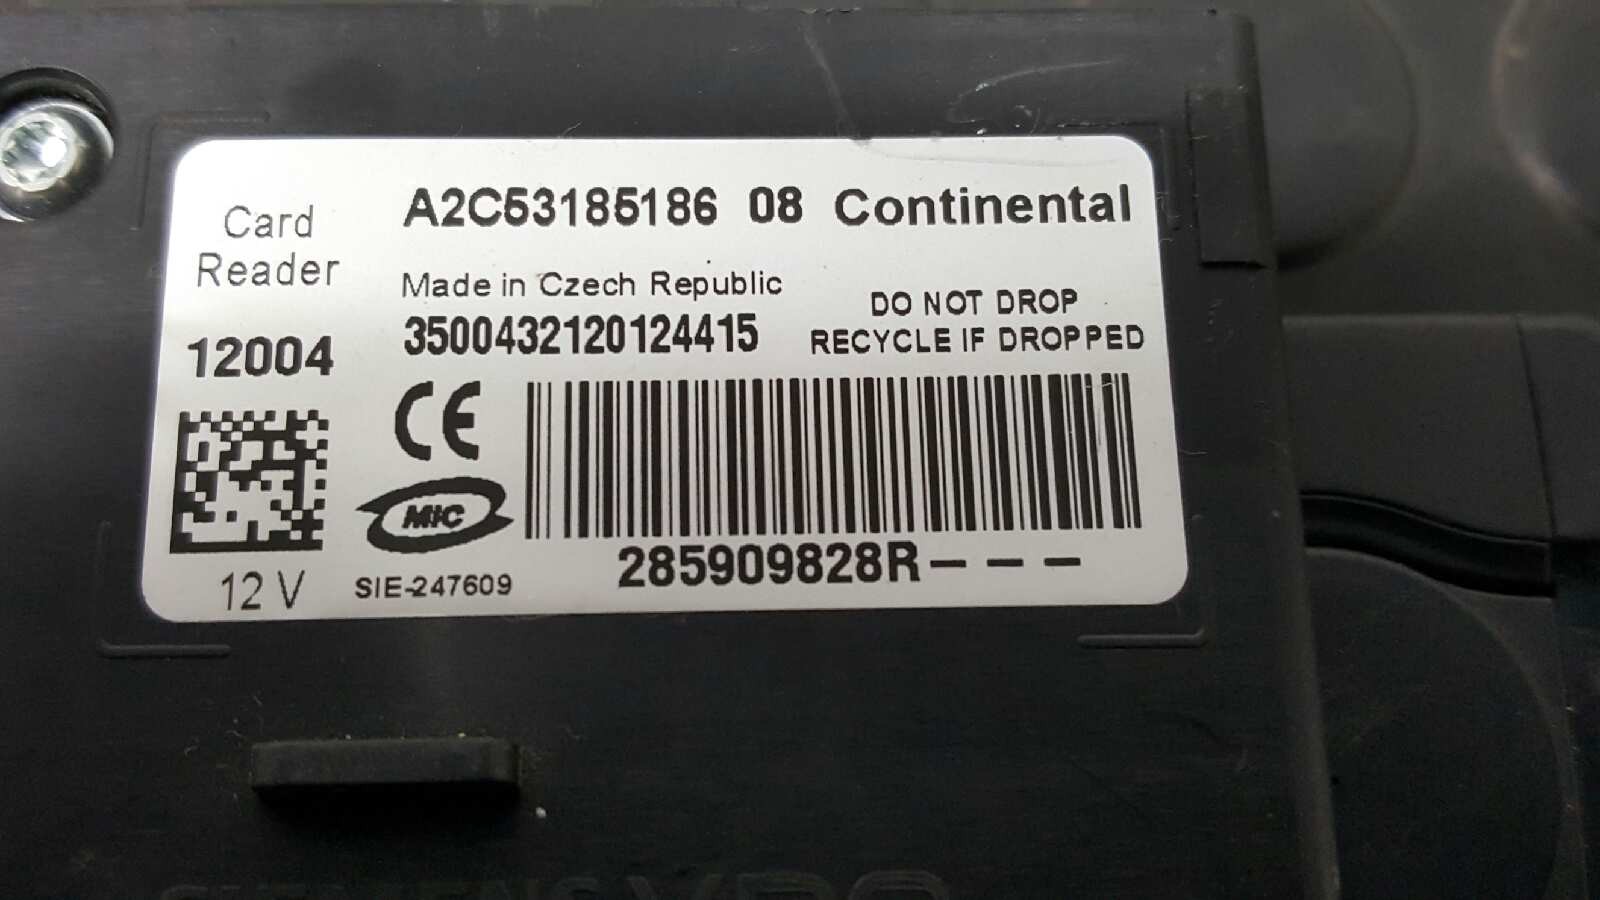 Card
Reader
12004
12 V
A2C53185186 08 Continental
Made in Czech Republic
3500432120124415
DO NOT DROP
RECYCLE IF DROPPED
CE
MIC
SIE-247609
285909828R– – –